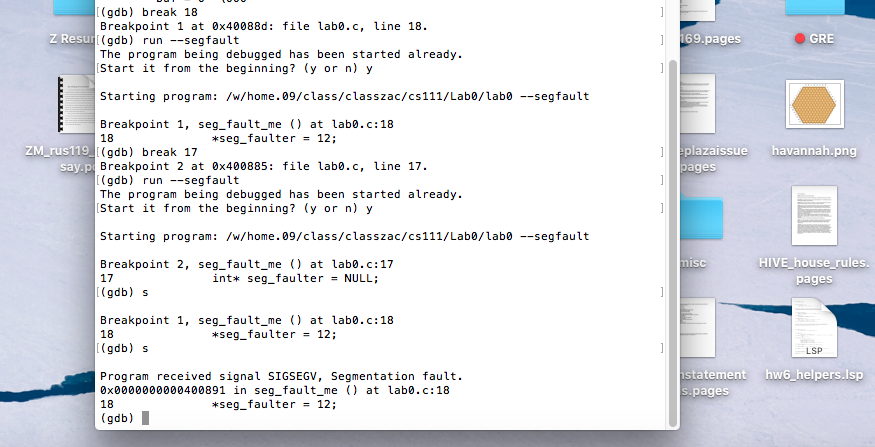 (gdb) break 18
Breakpoint 1 at 0x40088d: file lab0.c, line 18.
(gdb) run --segfault
The program being debugged has been started already.
Start it from the beginning? (y or n) y
Starting program: /w/home.09/class/classzac/cs111/Lab0/lab0 --segfault
Breakpoint 1, seg_fault_me () at lab0.c:18
18 *seg_faulter = 12;
(gdb) break 17
Breakpoint 2 at 0x400885: file lab0.c, line 17.
(gdb) run --segfault
The program being debugged has been started already.
Start it from the beginning? (y or n) y
Starting program: /w/home.09/class/classzac/cs111/Lab0/lab0 --segfault
Breakpoint 2, seg_fault_me () at lab0.c:17
17 int* seg_faulter = NULL;
(gdb) s
Breakpoint 1, seg_fault_me () at lab0.c:18
18 *seg_faulter = 12;
(gdb) s
Program received signal SIGSEGV, Segmentation fault.
0x0000000000400891 in seg_fault_me () at lab0.c:18
18 *seg_faulter = 12;
(gdb)
Z Resu
ZM_rus119_
say.p
169.pages
GRE
eplazaissue
.pages
havannah.png
misc
HIVE_house_rules.
pages
nstatement
s.pages
LSP
hw6_helpers.lsp